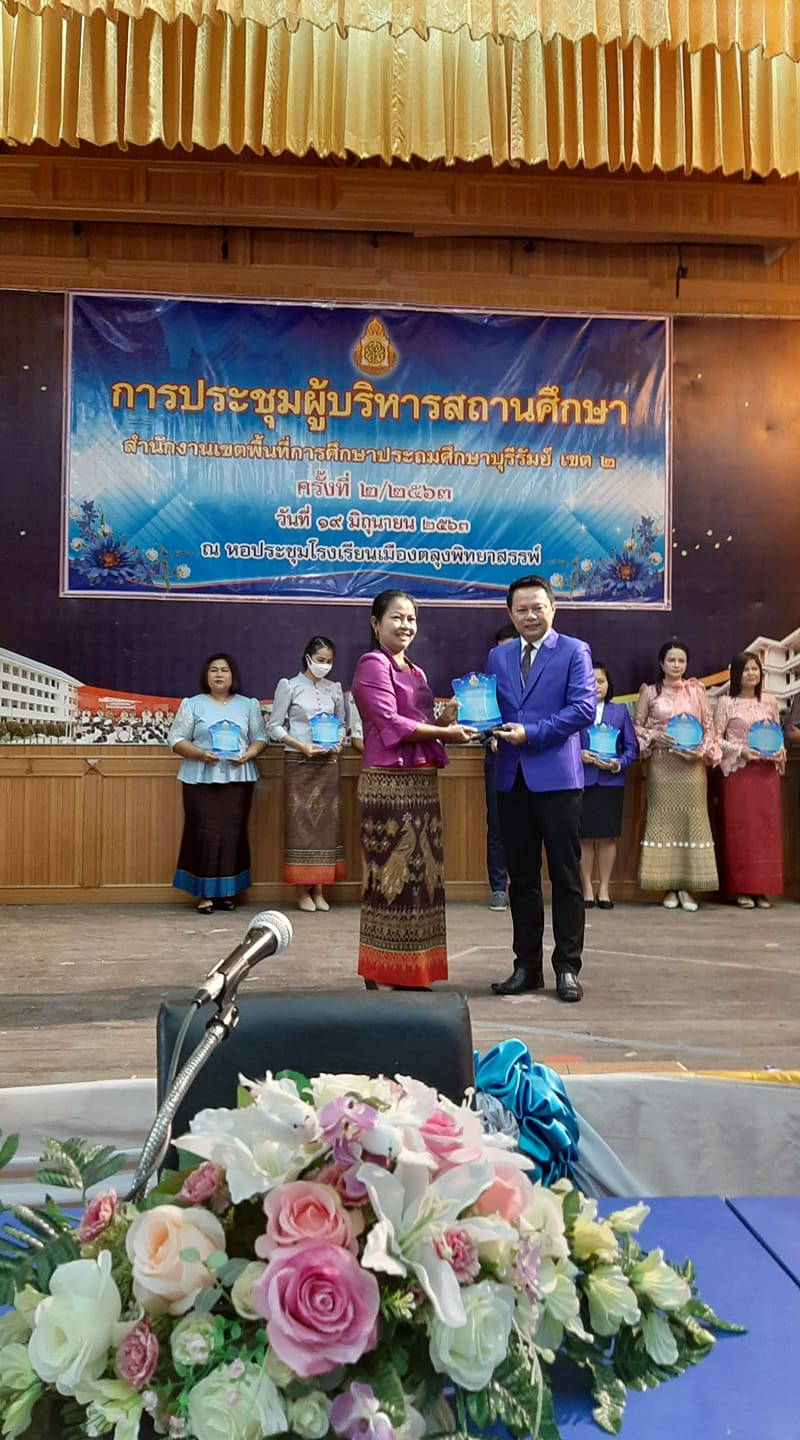 การประชุมผู้บริหารสถานศึกษา
สำนักงานเขตพื้นที่การศึกษาประถมศึกษาบุรีรัมย์ เขต ๒
ครั้งที่ ๒/๒๕๖๓
วันที่ ๑๙ มิถุนายน ๒๕๖๓
ณ หอประชุมโรงเรียนเมืองตลุงพิทยาสรรพ์